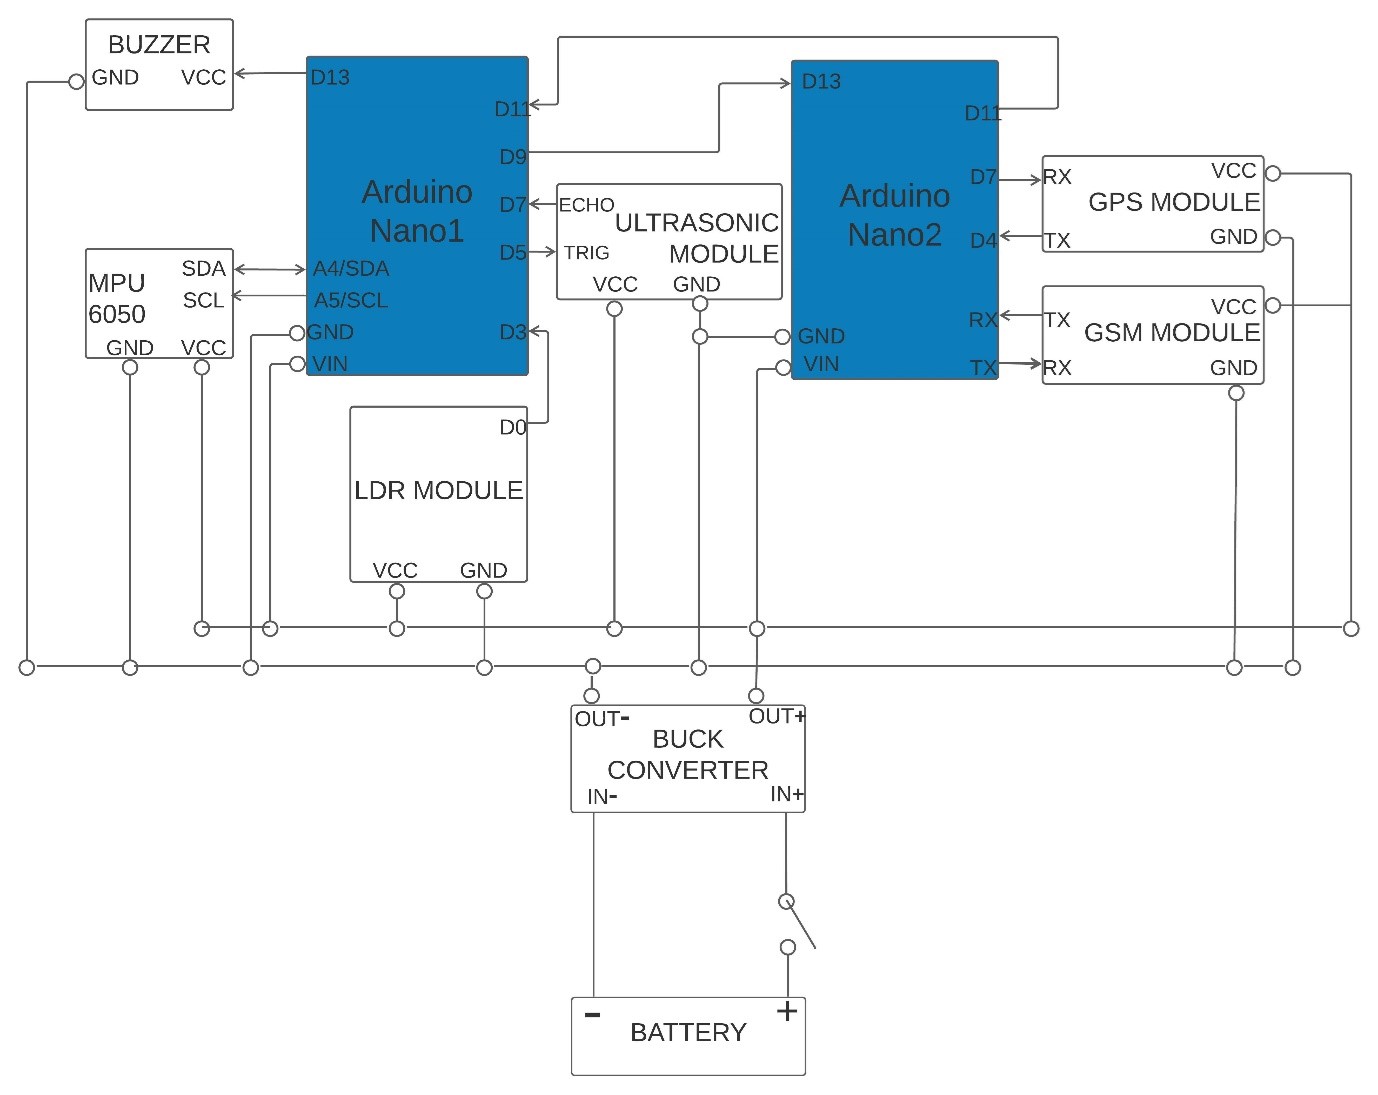 BUZZER
GND VCC
D13
D11
D9
D7
D5
D3
Arduino
Nano1
A4/SDA
A5/SCL
GND
VIN
MPU
6050
SDA
SCL
GND VCC
ECHO
TRIG
ULTRASONIC
MODULE
VCC GND
D13
D11
D7
D4
RX
TX
Arduino
Nano2
GND
VIN
RX
TX
VCC
GPS MODULE
GND
TX
RX
VCC
GSM MODULE
GND
D0
LDR MODULE
VCC GND
OUT- OUT+
BUCK
CONVERTER
IN- IN+
- +
BATTERY